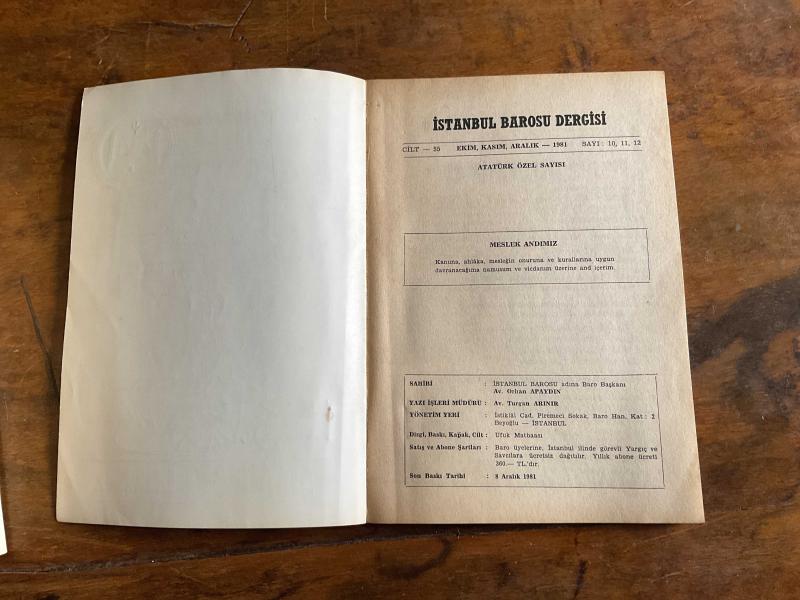 İSTANBUL BAROSU DERGİSİ
CİLT — 55 EKİM, KASIM, ARALIK — 1981 SAYI : 10, 11, 12
ATATÜRK ÖZEL SAYISI
MESLEK ANDIMIZ
Kanuna, ahlâka, mesleğin onuruna ve kurallarına uygun
davranacağıma namusum ve vicdanım üzerine and içerim.
SAHİBİ : İSTANBUL BAROSU adına Baro Başkanı
Av. Orhan APAYDIN
YAZI İŞLERİ MÜDÜRÜ : Av. Turgan ARINIR
YÖNETİM YERİ : İstiklâl Cad. Piremeci Sokak, Baro Han, Kat : 2
Beyoğlu — İSTANBUL
Dizgi, Baskı, Kapak, Cilt : Ufuk Matbaası
Satış ve Abone Şartları : Baro üyelerine, İstanbul ilinde görevli Yargıç ve
Savcılara ücretsiz dağıtılır. Yıllık abone ücreti
360.— TL'dır.
Son Baskı Tarihi : 8 Aralık 1981